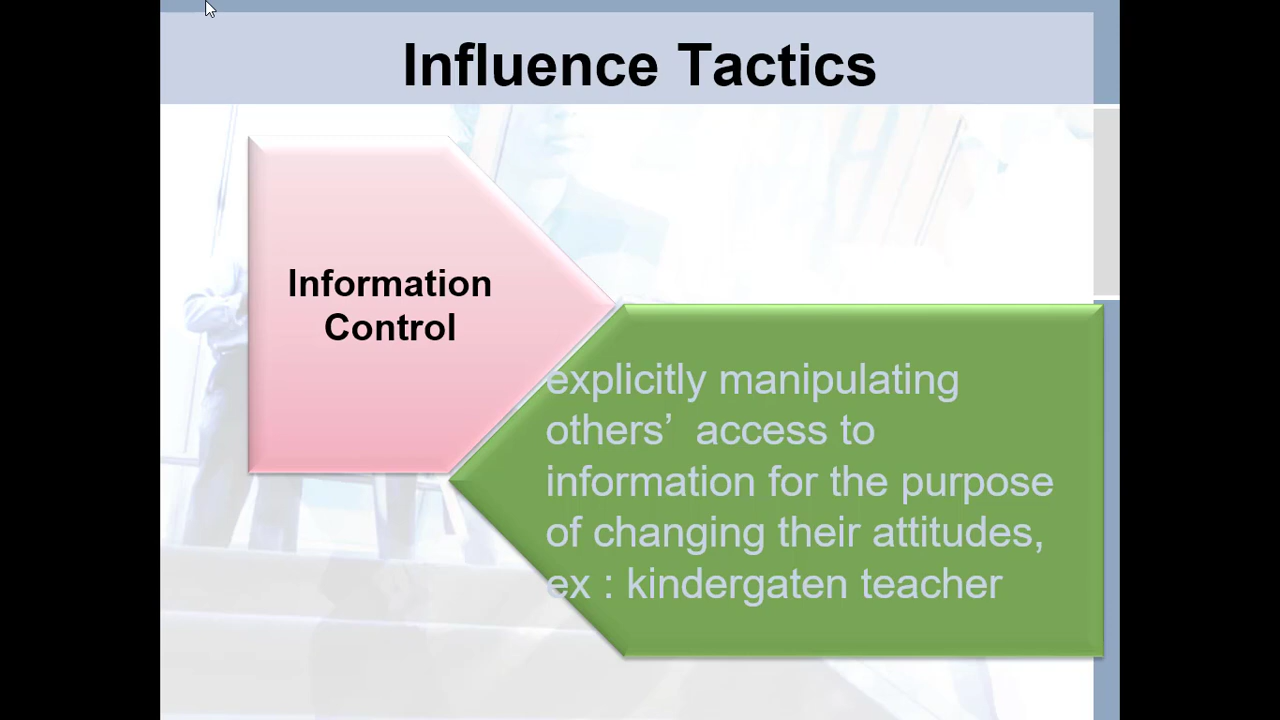 Influence Tactics
Information
Control
explicitly manipulating
others’  access to
information for the purpose
of changing their attitudes,
ex : kindergaten teacher